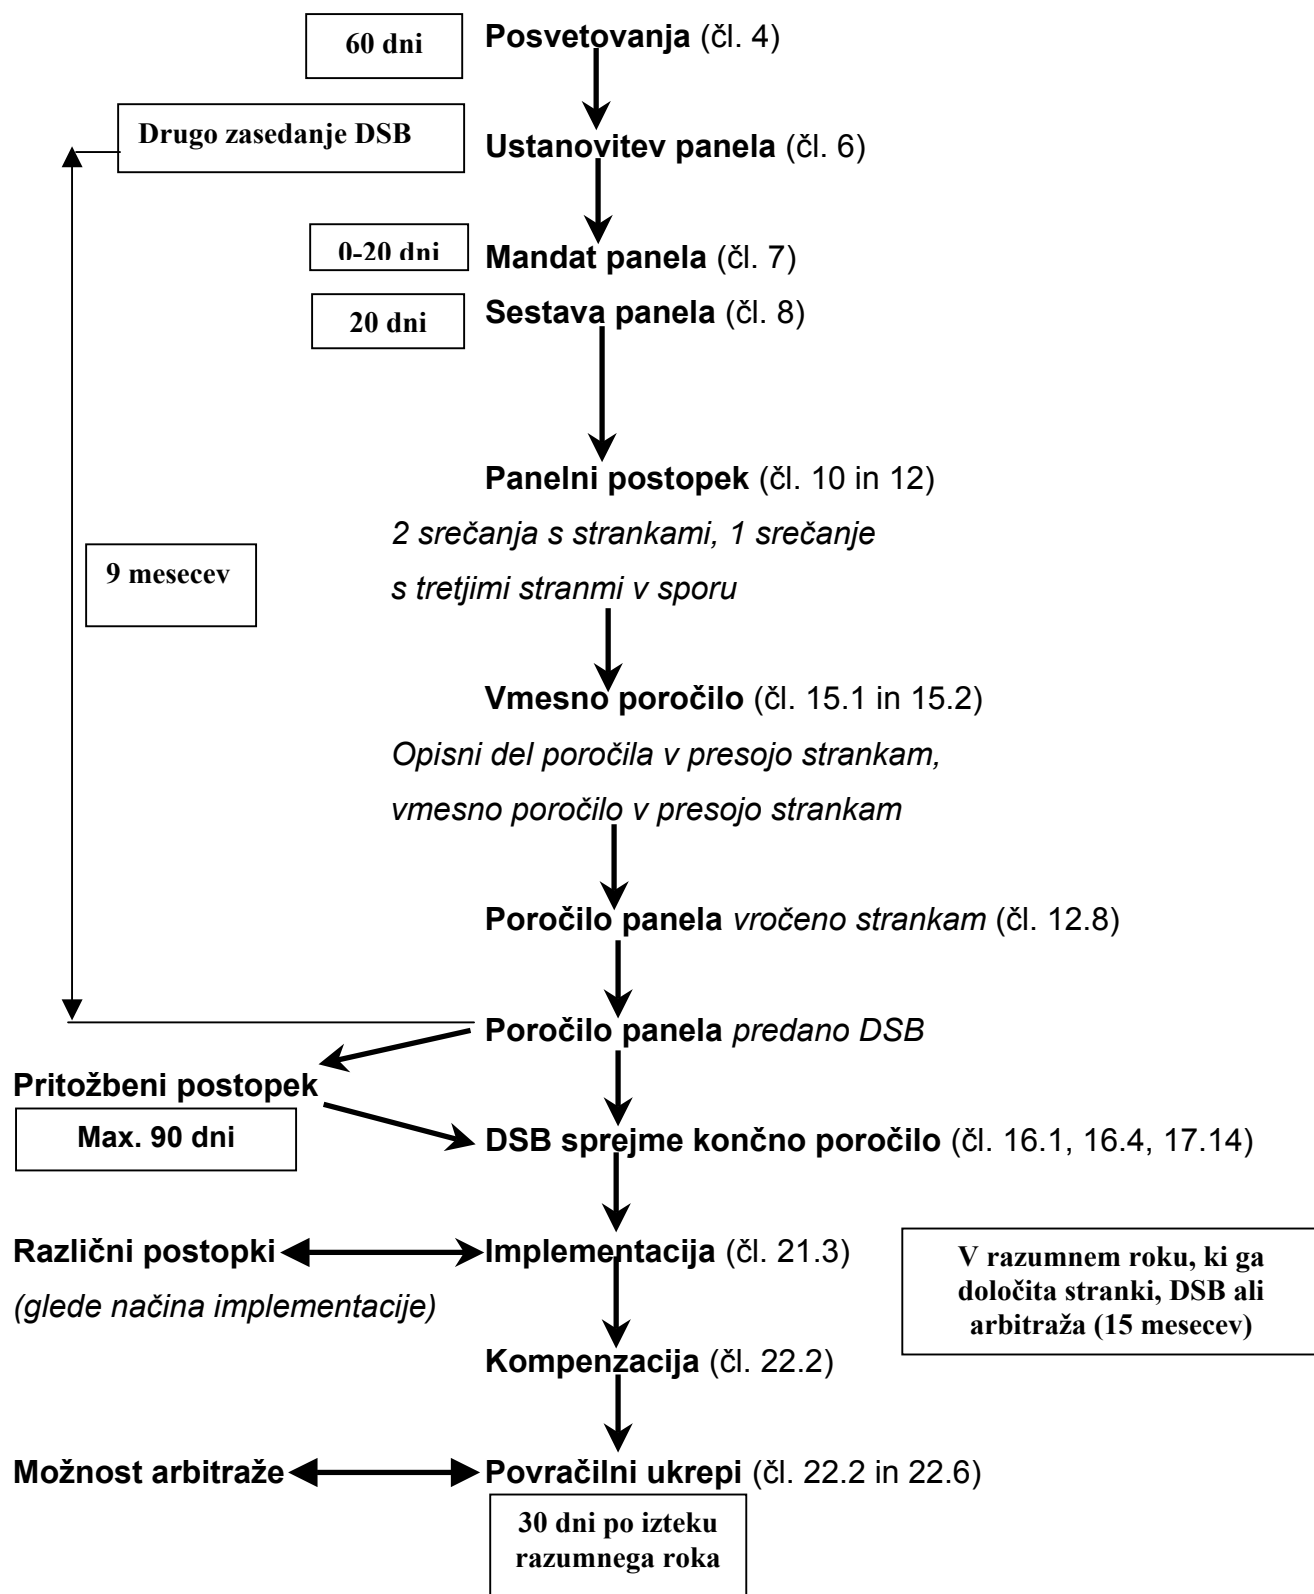 60 dni
Posvetovanja (čl. 4)
Drugo zasedanje DSB
Ustanovitev panela (čl. 6)
0-20 dni
Mandat panela (čl. 7)
20 dni
Sestava panela (čl. 8)
Panelni postopek (čl. 10 in 12)
2 srečanja s strankami, 1 srečanje
s tretjimi stranmi v sporu
9 mesecev
Vmesno poročilo (čl. 15.1 in 15.2)
Opisni del poročila v presojo strankam,
vmesno poročilo v presojo strankam
Poročilo panela vročeno strankam (čl. 12.8)
Poročilo panela predano DSB
Pritožbeni postopek
Max. 90 dni
DSB sprejme končno poročilo (čl. 16.1, 16.4, 17.14)
Različni postopki
(glede načina implementacije)
Implementacija (čl. 21.3)
V razumnem roku, ki ga
določita stranki, DSB ali
arbitraža (15 mesecev)
Kompenzacija (čl. 22.2)
Možnost arbitraže
Povračilni ukrepi (čl. 22.2 in 22.6)
30 dni po izteku
razumnega roka